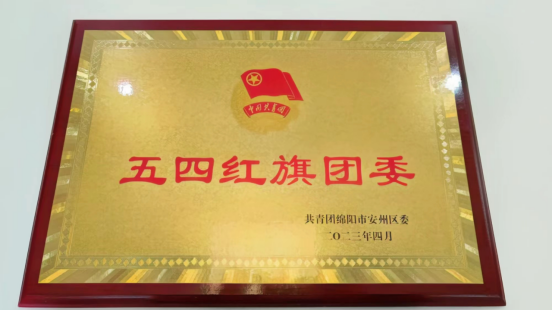 中国共青团
五四红旗团委
共青团绵阳市安州区委
二〇二三年四月